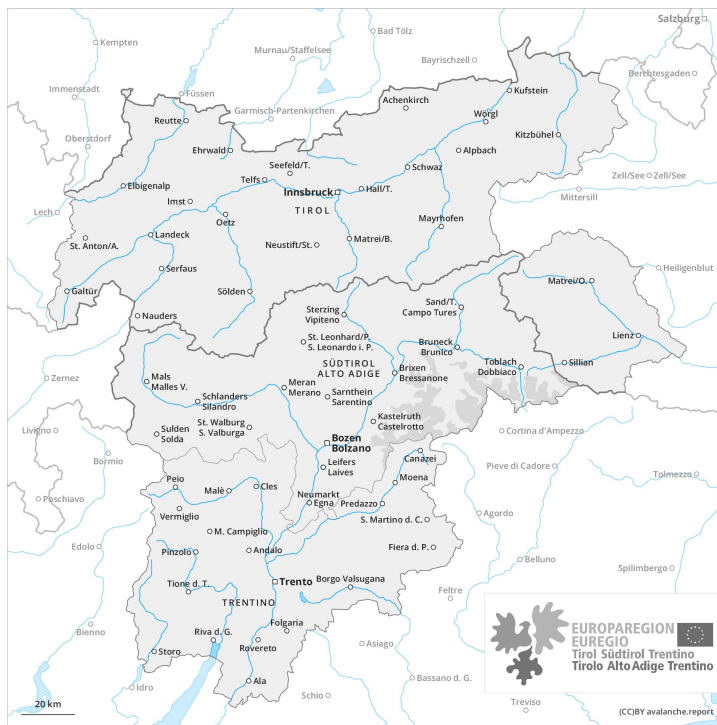 Salzburg
Bad Tölz
Kempten
Murnau/Staffelsee
Bayrischzell
Berchtesgaden
Immenstadt
Füssen
Kufstein
Garmisch-Partenkirchen
Achenkirch
Reutte
Wörgl
Oberstdorf
Kitzbühel
Ehrwald
Alpbach
Seefeld/T.
Schwaz
Zell/See
Zell/See
Telfs
Elbigenalp
Innsbruck
Hall/T.
Mittersill
Imst
TIROL
Lech
Oetz
Mayrhofen
Landeck
Matrei/B.
St. Anton/A.
Neustift/St.
Serfaus
Heiligenblut
Matrei/O.
Galtür
Sölden
Sand/T.
Campo Tures
Sterzing
Vipiteno
Nauders
Lienz
St. Leonhard/P.
S. Leonardo i. P.
Bruneck
Brunico
Toblach
Dobbiaco
Sillian
SÜDTIROL
ALTO ADIGE
Brixen
Bressanone
Zernez
Mals
Malles V.
Meran
Merano
Schlanders
Silandro
Sarnthein
Sarentino
Kastelruth
Castelrotto
Livigno
Sulden
Solda
St. Walburg
S. Valburga
Cortina d'Ampezzo
Bozen
Bolzano
Bormio
Canazei
Pieve di Cadore
Leifers
Laives
Tolmezzo
Moena
Peio
Malè
Cles
Neumarkt
Egna
Predazzo
Poschiavo
Vermiglio
Agordo
S. Martino d. C.
M. Campiglio
Edolo
Pinzolo
Andalo
Fiera d. P.
Belluno
Spilimbergo
Tione d. T.
Trento
Borgo Valsugana
Feltre
TRENTINO
Folgaria
Bienno
Riva d. G.
Rovereto
Asiago
Storo
EUROPAREGION
EUREGIO
Tirol Südtirol Trentino
Tirolo Alto Adige Trentino
Ala
Bassano d. G.
Idro
Schio
Treviso
20 km
(CC)BY avalanche.report